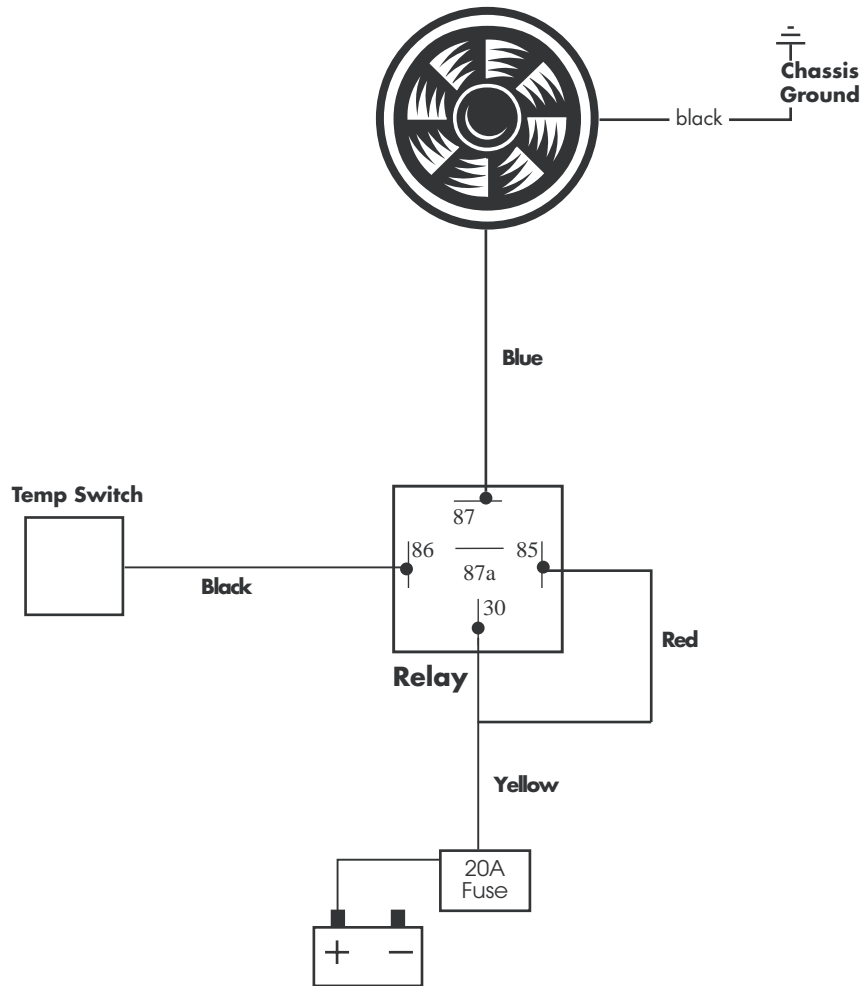 Chassis
Ground
black
Blue
Temp Switch
87
86
85
87a
Black
30
Red
Relay
Yellow
20A
Fuse
+ −